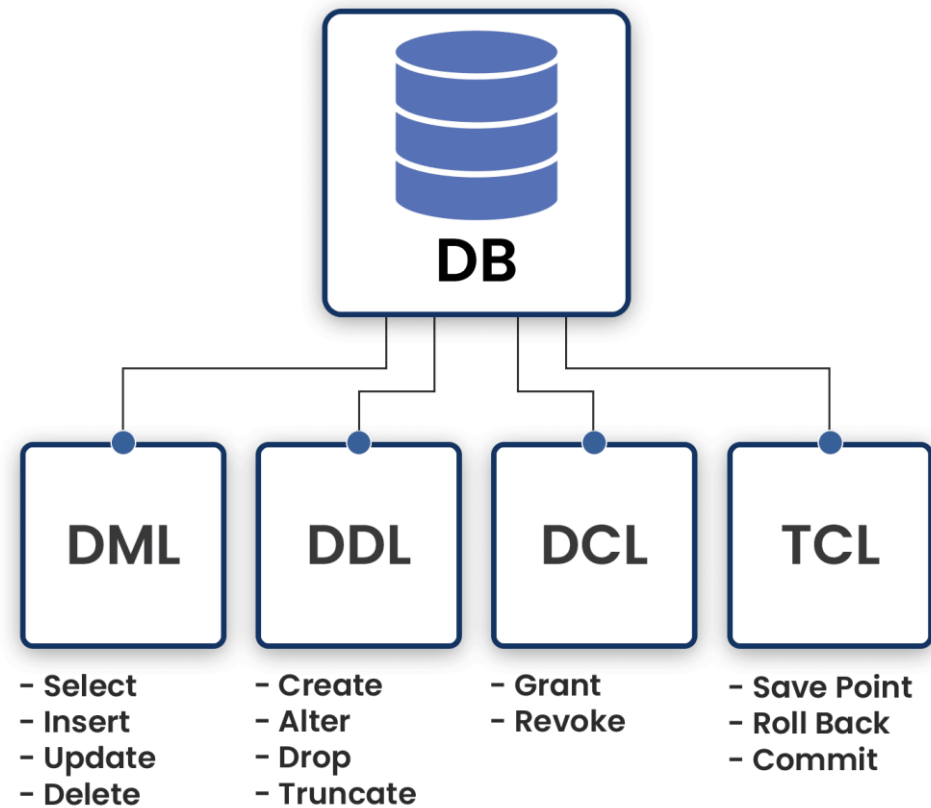 DB
DML
DDL
DCL
TCL
- Select
- Insert
- Update
- Delete
- Create
- Alter
- Drop
- Truncate
- Grant
- Revoke
- Save Point
- Roll Back
- Commit